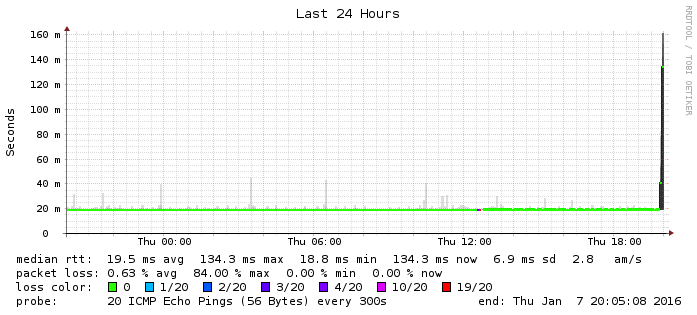 Last 24 Hours
RRDTOOL / TOBI OETIKER
Seconds
160 m
140 m
120 m
100 m
80 m
60 m
40 m
20 m
0
Thu 00:00 Thu 06:00 Thu 12:00 Thu 18:00
median rtt: 19.5 ms avg 134.3 ms max 18.8 ms min 134.3 ms now 6.9 ms sd 2.8 am/s
packet loss: 0.63 % avg 84.00 % max 0.00 % min 0.00 % now
loss color: 0 1/20 2/20 3/20 4/20 10/20 19/20
probe: 20 ICMP Echo Pings (56 Bytes) every 300s end: Thu Jan 7 20:05:08 2016